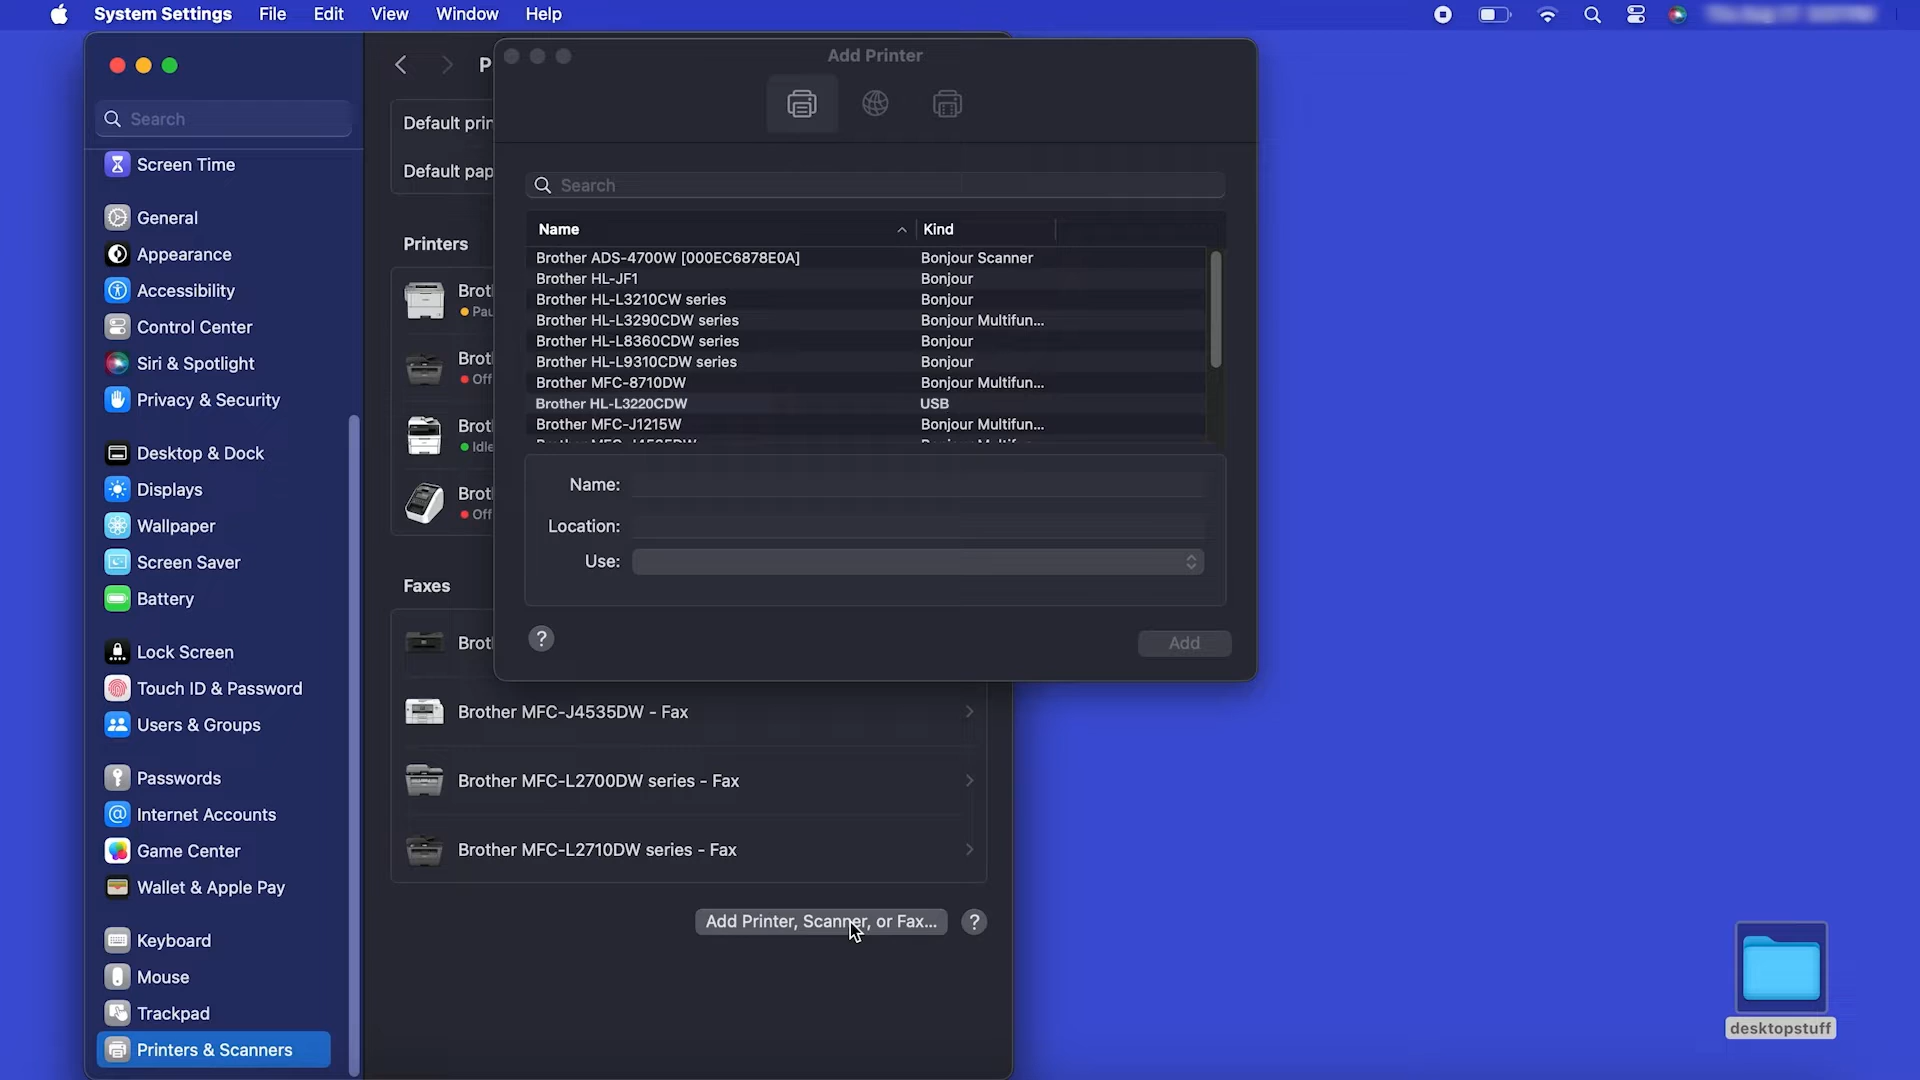 System Settings File Edit View Window Help
Search
Screen Time
General
Appearance
Accessibility
Control Center
Siri & Spotlight
Privacy & Security
Desktop & Dock
Displays
Wallpaper
Screen Saver
Battery
Lock Screen
Touch ID & Password
Users & Groups
Passwords
Internet Accounts
Game Center
Wallet & Apple Pay
Keyboard
Mouse
Trackpad
Printers & Scanners
P
Default prin
Default pap
Printers
Brot
Pau
Brot
Off
Brot
Idle
Brot
Off
Faxes
Brot
Brother MFC-J4535DW - Fax
Brother MFC-L2700DW series - Fax
Brother MFC-L2710DW series - Fax
Add Printer, Scanner, or Fax... ?
Add Printer
Search
Name Kind
Brother ADS-4700W [000EC6878E0A] Bonjour Scanner
Brother HL-JF1 Bonjour
Brother HL-L3210CW series Bonjour
Brother HL-L3290CDW series Bonjour Multifun...
Brother HL-L8360CDW series Bonjour
Brother HL-L9310CDW series Bonjour
Brother MFC-8710DW Bonjour Multifun...
Brother HL-L3220CDW USB
Brother MFC-J1215W Bonjour Multifun...
Name:
Location:
Use:
? Add
desktopstuff